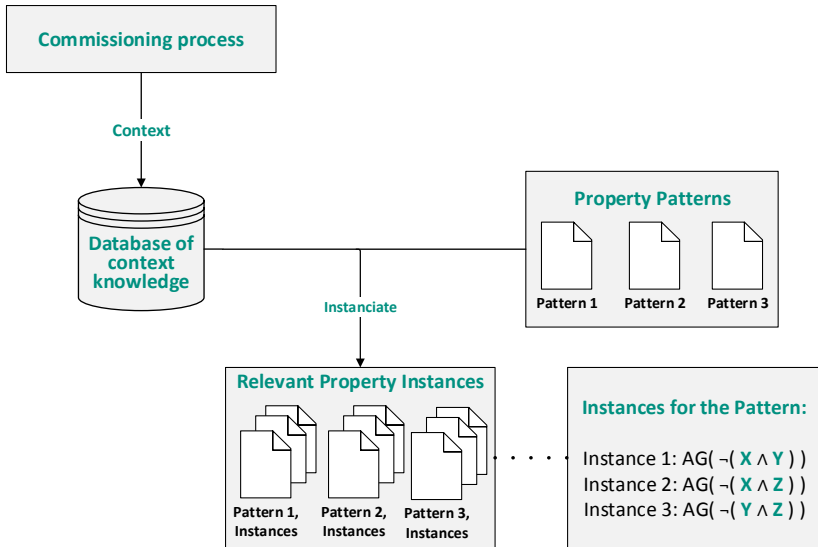 Commissioning process
Context
Database of
context
knowledge
Property Patterns
Pattern 1
Pattern 2
Pattern 3
Instanciate
Relevant Property Instances
Pattern 1,
Instances
Pattern 2,
Instances
Pattern 3,
Instances
Instances for the Pattern:
Instance 1: AG( ¬( X ∧ Y ) )
Instance 2: AG( ¬( X ∧ Z ) )
Instance 3: AG( ¬( Y ∧ Z ) )